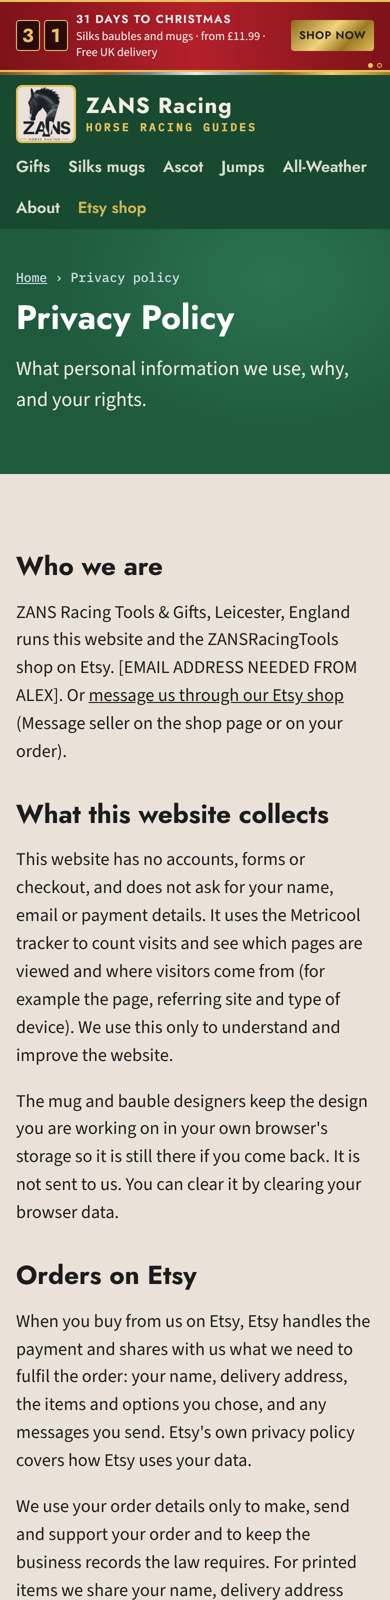 31 DAYS TO CHRISTMAS
3 1
Silks baubles and mugs · from £11.99 ·
Free UK delivery
SHOP NOW
ZANS
ZANS Racing
HORSE RACING GUIDES
Gifts Silks mugs Ascot Jumps All-Weather
About Etsy shop
Home › Privacy policy
Privacy Policy
What personal information we use, why,
and your rights.
Who we are
ZANS Racing Tools & Gifts, Leicester, England
runs this website and the ZANSRacingTools
shop on Etsy. [EMAIL ADDRESS NEEDED FROM
ALEX]. Or message us through our Etsy shop
(Message seller on the shop page or on your
order).
What this website collects
This website has no accounts, forms or
checkout, and does not ask for your name,
email or payment details. It uses the Metricool
tracker to count visits and see which pages are
viewed and where visitors come from (for
example the page, referring site and type of
device). We use this only to understand and
improve the website.
The mug and bauble designers keep the design
you are working on in your own browser's
storage so it is still there if you come back. It is
not sent to us. You can clear it by clearing your
browser data.
Orders on Etsy
When you buy from us on Etsy, Etsy handles the
payment and shares with us what we need to
fulfil the order: your name, delivery address,
the items and options you chose, and any
messages you send. Etsy's own privacy policy
covers how Etsy uses your data.
We use your order details only to make, send
and support your order and to keep the
business records the law requires. For printed
items we share your name, delivery address